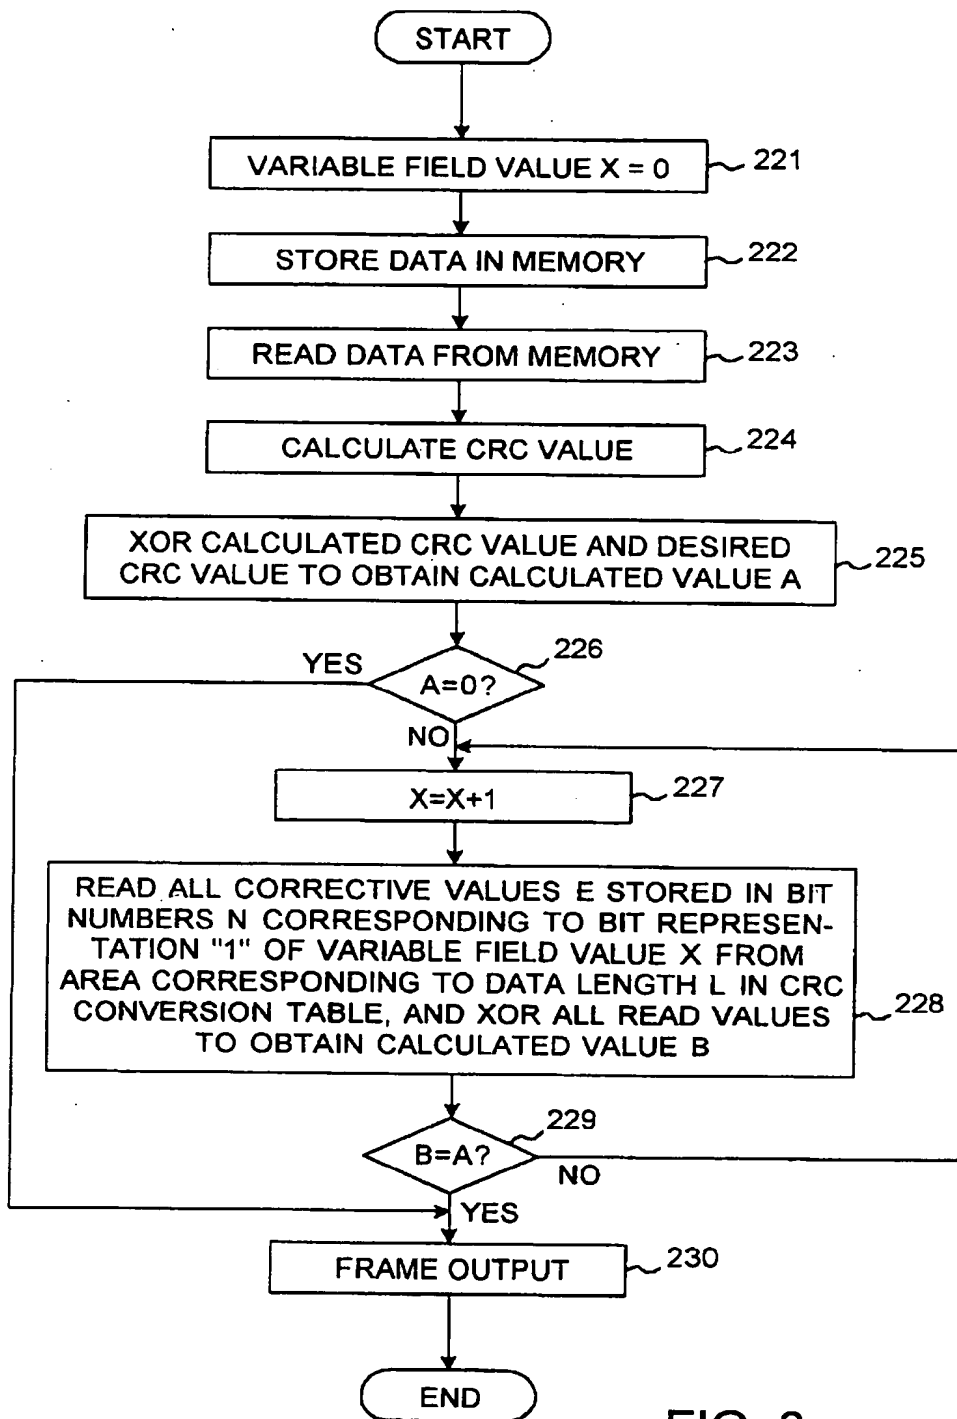 START
VARIABLE FIELD VALUE X = 0
221
STORE DATA IN MEMORY
222
READ DATA FROM MEMORY
223
CALCULATE CRC VALUE
224
XOR CALCULATED CRC VALUE AND DESIRED
CRC VALUE TO OBTAIN CALCULATED VALUE A
225
226
YES
A=0?
NO
X=X+1
227
READ ALL CORRECTIVE VALUES E STORED IN BIT
NUMBERS N CORRESPONDING TO BIT REPRESEN-
TATION "1" OF VARIABLE FIELD VALUE X FROM
AREA CORRESPONDING TO DATA LENGTH L IN CRC
CONVERSION TABLE, AND XOR ALL READ VALUES
TO OBTAIN CALCULATED VALUE B
228
229
B=A?
NO
YES
FRAME OUTPUT
230
END